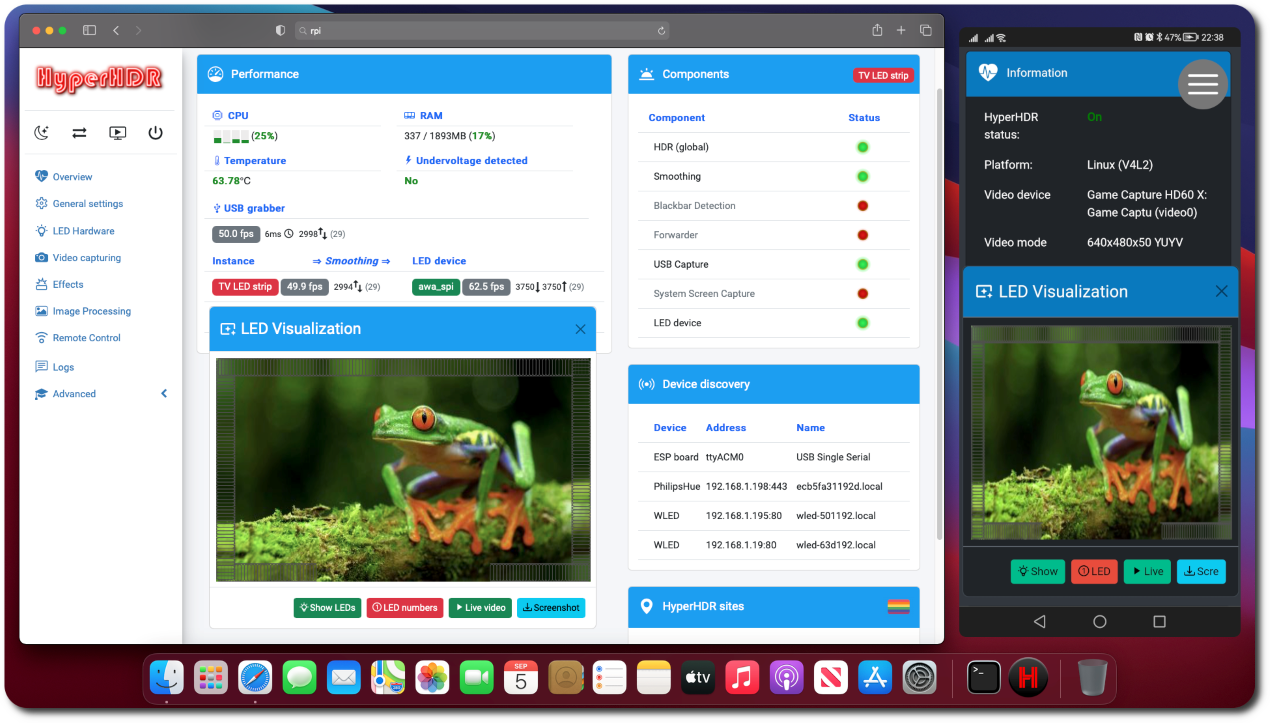 rpi
HyperHDR
Overview
General settings
LED Hardware
Video capturing
Effects
Image Processing
Remote Control
Logs
Advanced
Performance
CPU
RAM
(25%)
337 / 1893MB (17%)
Temperature
Undervoltage detected
63.78°C
No
USB grabber
50.0 fps 6ms 2998 (29)
Instance ⇒ Smoothing ⇒ LED device
TV LED strip 49.9 fps 2994 (29) awa_spi 62.5 fps 3750 3750 (29)
LED Visualization
Show LEDs LED numbers Live video Screenshot
Components
TV LED strip
Component Status
HDR (global)
Smoothing
Blackbar Detection
Forwarder
USB Capture
System Screen Capture
LED device
Device discovery
Device Address Name
ESP board ttyACM0 USB Single Serial
PhilipsHue 192.168.1.198:443 ecb5fa31192d.local
WLED 192.168.1.195:80 wled-501192.local
WLED 192.168.1.19:80 wled-63d192.local
HyperHDR sites
47% 22:38
Information
HyperHDR
status:
On
Platform: Linux (V4L2)
Video device Game Capture HD60 X:
Game Captu (video0)
Video mode 640x480x50 YUYV
LED Visualization
Show LED Live Scre
SEP
5
tv